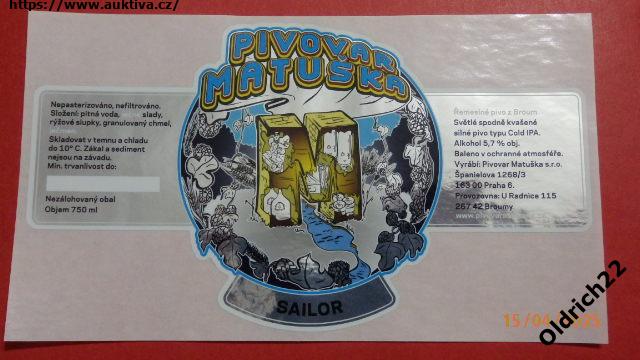 https://www.auktiva.cz/
PIVOVAR
MATUŠKA
M
SAILOR
Nepasterizováno, nefiltrováno.
Složení: pitná voda, slady,
rýžové slupky, granulovaný chmel,
Skladovat v temnu a chladu
do 10° C. Zákal a sediment
nejsou na závadu.
Min. trvanlivost do:
Nezálohovaný obal
Objem 750 ml
Řemeslné pivo z Broum
Světlé spodně kvašené
silné pivo typu Cold IPA.
Alkohol 5,7 % obj.
Baleno v ochranné atmosféře.
Vyrábí: Pivovar Matuška s.r.o.
Španielova 1268/3
163 00 Praha 6.
Provozovna: U Radnice 115
267 42 Broumy
15/04
Oldrich22